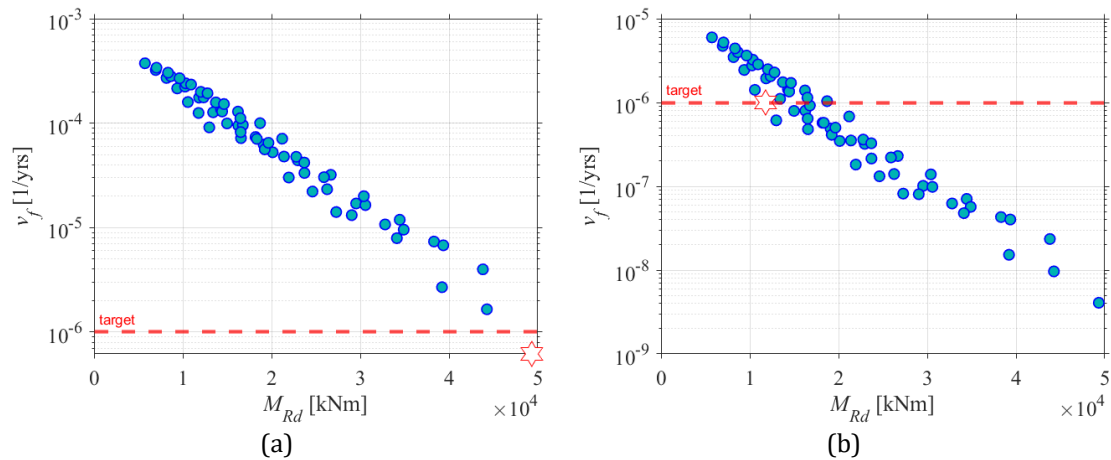 10^-3
10^-4
10^-5
10^-6
ν_f [1/yrs]
target
0 1 2 3 4 5
M_Rd [kNm]
×10^4
(a)
10^-5
10^-6
10^-7
10^-8
10^-9
ν_f [1/yrs]
target
0 1 2 3 4 5
M_Rd [kNm]
×10^4
(b)